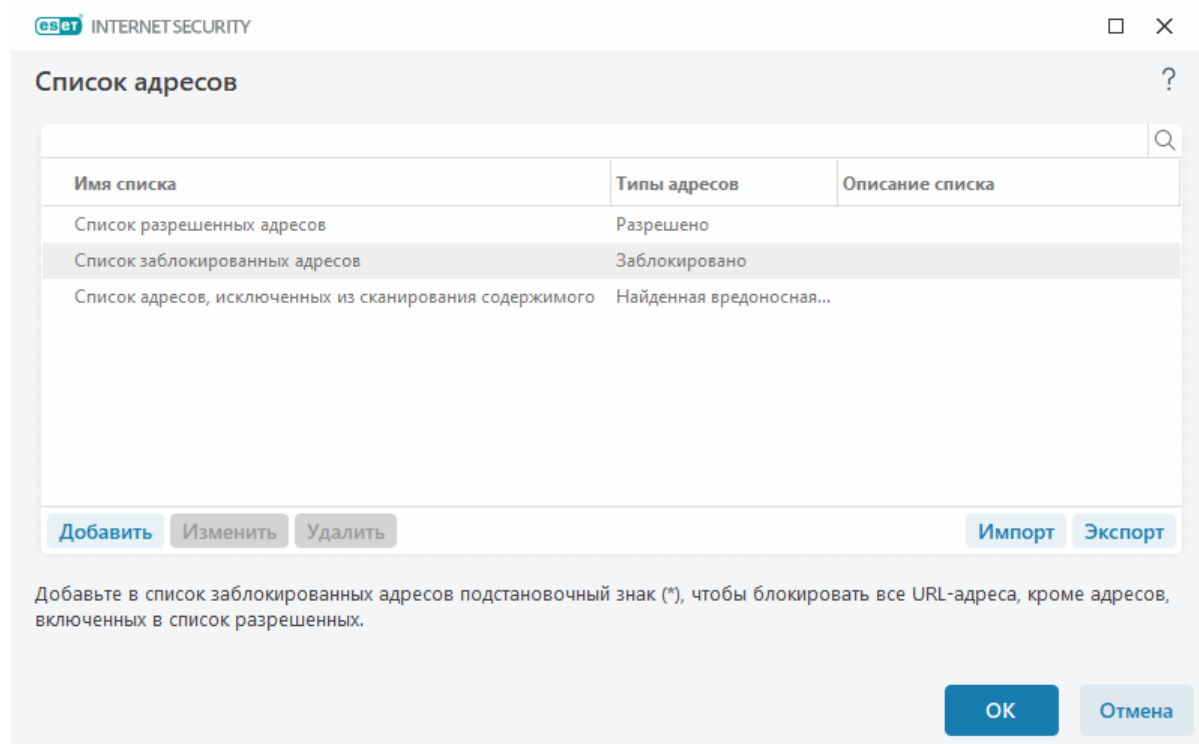 eset INTERNET SECURITY
Список адресов
?
Имя списка Типы адресов Описание списка
Список разрешенных адресов Разрешено
Список заблокированных адресов Заблокировано
Список адресов, исключенных из сканирования содержимого Найденная вредоносная...
Добавить Изменить Удалить Импорт Экспорт
Добавьте в список заблокированных адресов подстановочный знак (*), чтобы блокировать все URL-адреса, кроме адресов,
включенных в список разрешенных.
ОК Отмена